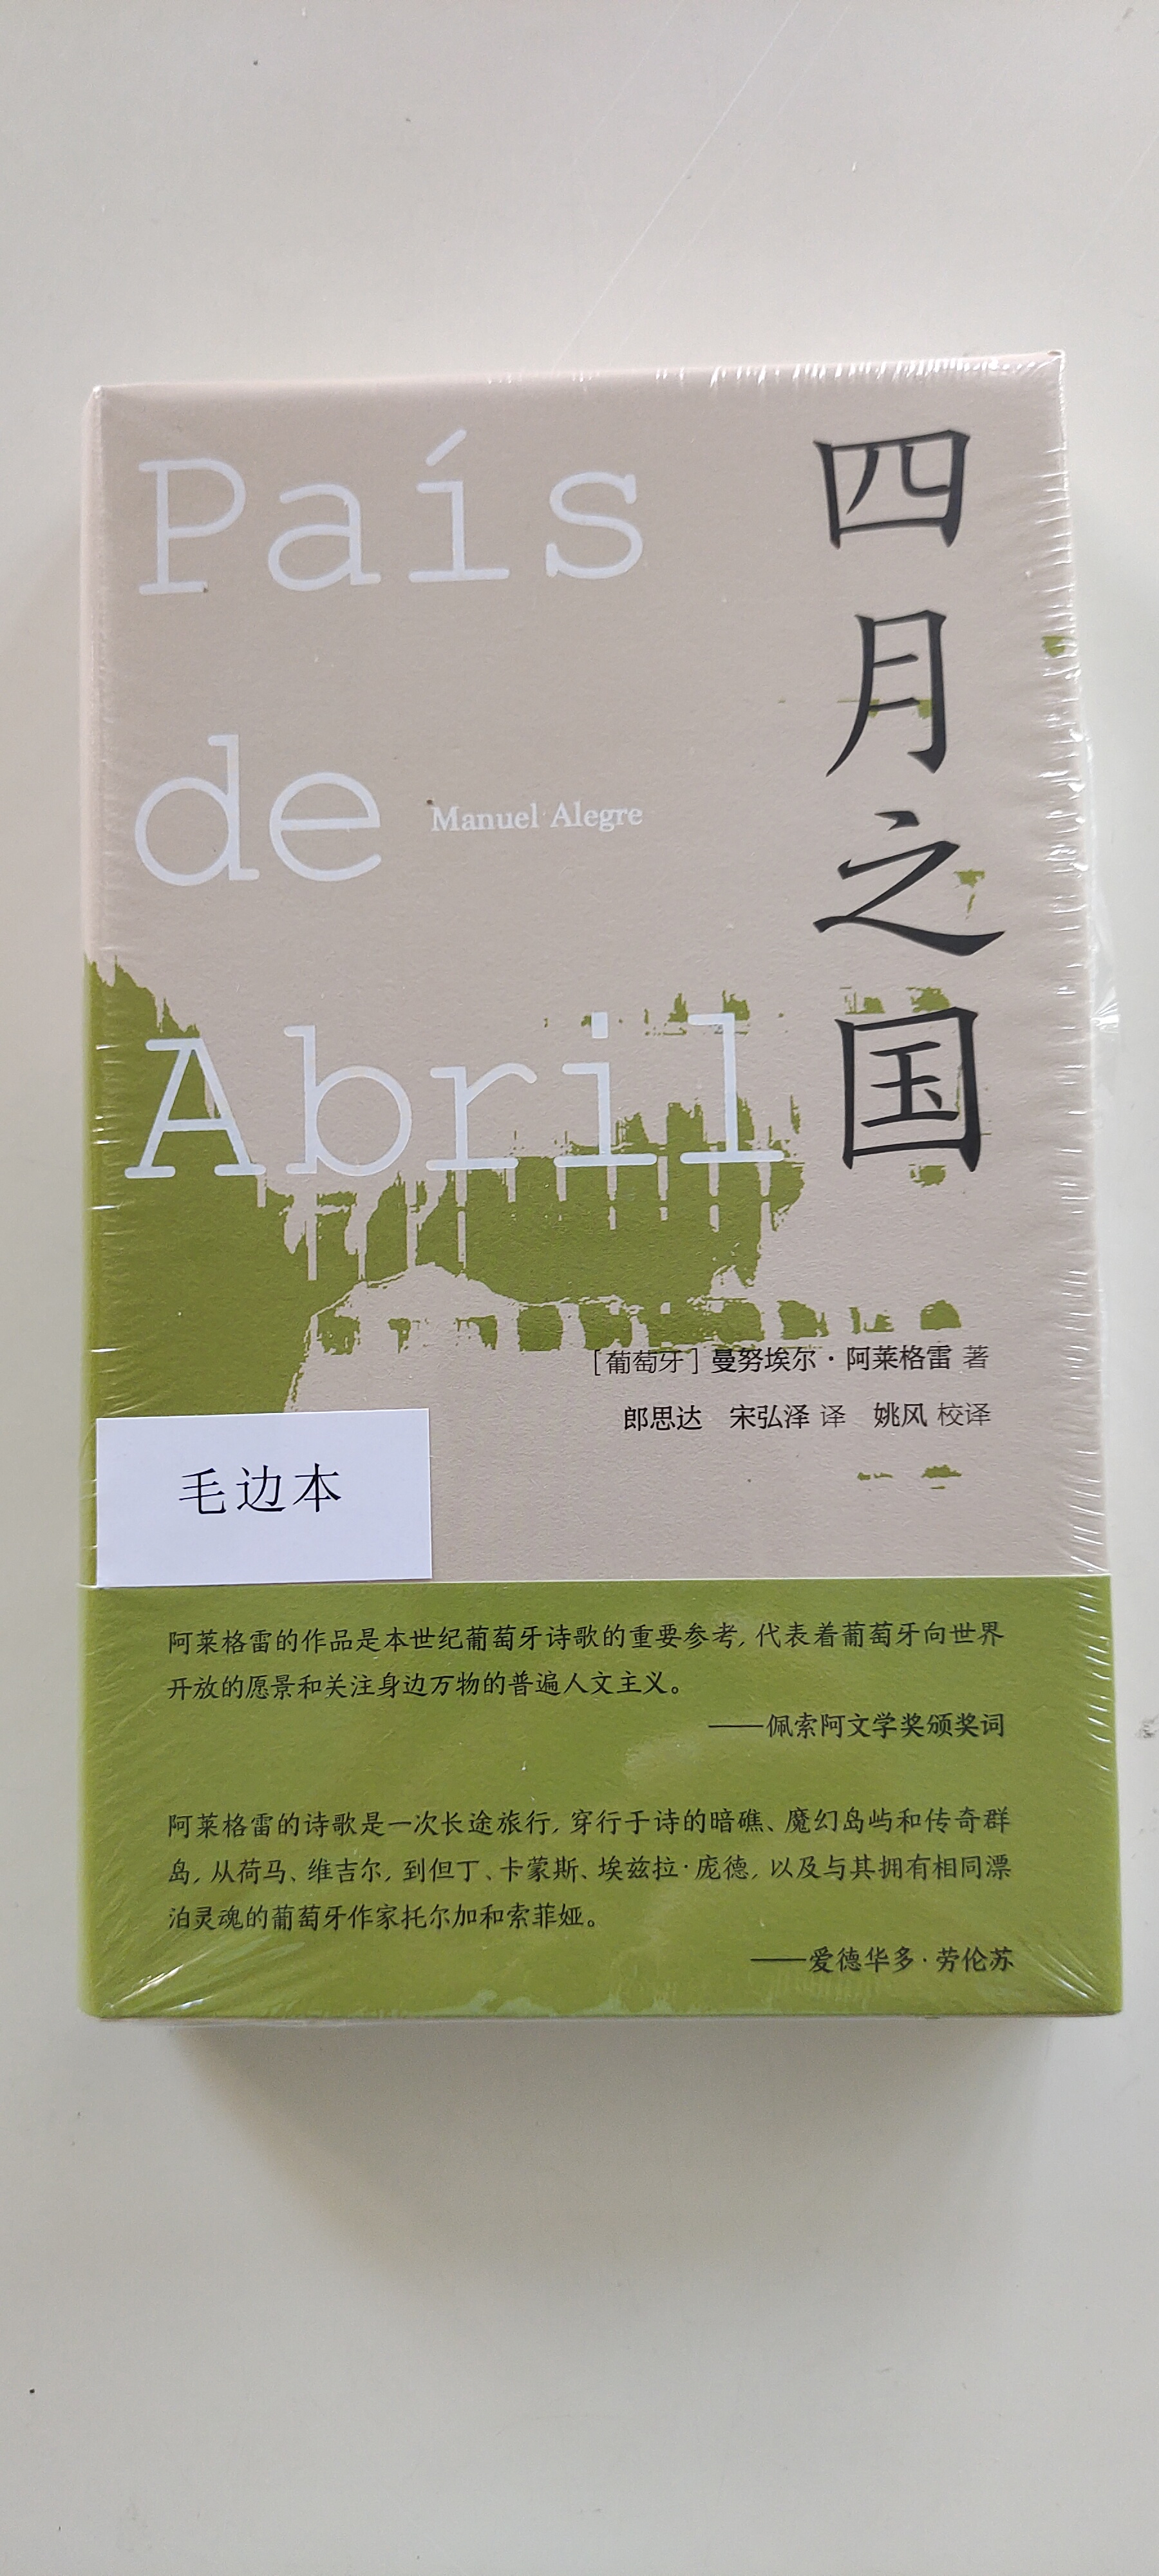 País
de
Abril
Manuel Alegre
四月之国
[葡萄牙] 曼努埃尔·阿莱格雷 著
郎思达 宋弘泽 译 姚风 校译
毛边本
阿莱格雷的作品是本世纪葡萄牙诗歌的重要参考, 代表着葡萄牙向世界
开放的愿景和关注身边万物的普遍人文主义。
——佩索阿文学奖颁奖词
阿莱格雷的诗歌是一次长途旅行, 穿行于诗的暗礁、魔幻岛屿和传奇群
岛, 从荷马、维吉尔, 到但丁、卡蒙斯、埃兹拉·庞德, 以及与其拥有相同漂
泊灵魂的葡萄牙作家托尔加和索菲娅。
——爱德华多·劳伦苏